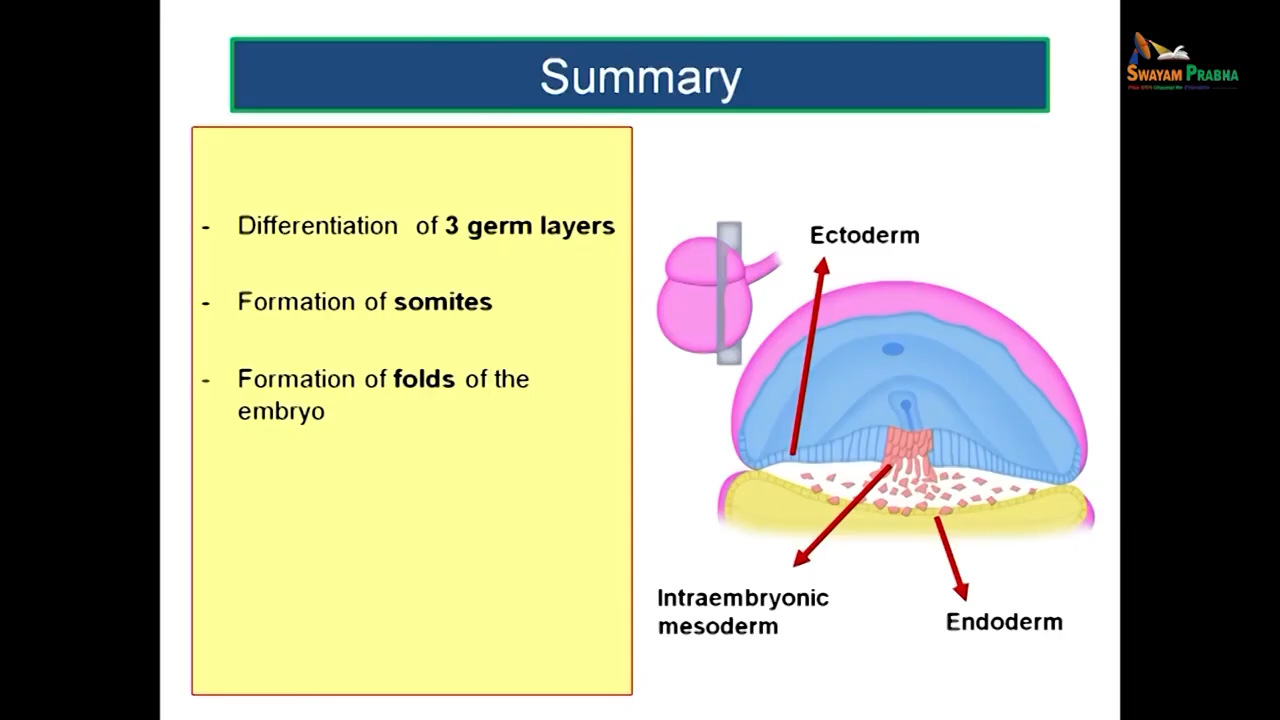 Summary
SWAYAM PRABHA
- Differentiation of 3 germ layers
- Formation of somites
- Formation of folds of the
embryo
Ectoderm
Intraembryonic
mesoderm
Endoderm